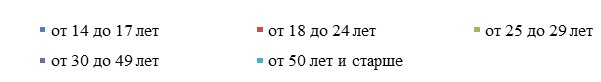 от 14 до 17 лет от 18 до 24 лет от 25 до 29 лет
от 30 до 49 лет от 50 лет и старше